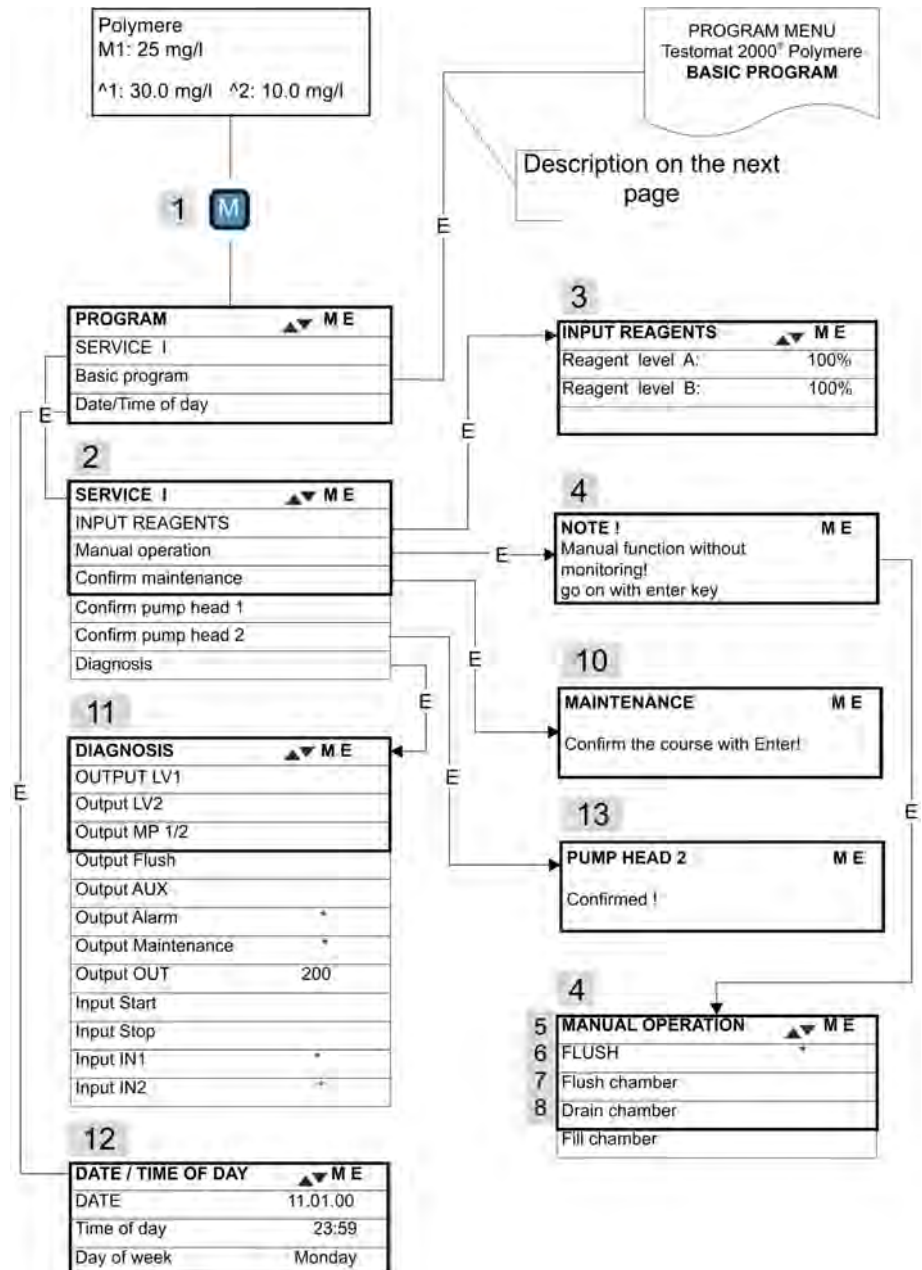 Polymere
M1: 25 mg/l
^1: 30.0 mg/l ^2: 10.0 mg/l
PROGRAM MENU
Testomat 2000® Polymere
BASIC PROGRAM
Description on the next
page
1 M
E
PROGRAM ▲▼ M E
SERVICE I
Basic program
Date/Time of day
E
3
INPUT REAGENTS ▲▼ M E
Reagent level A: 100%
Reagent level B: 100%
E
2
SERVICE I ▲▼ M E
INPUT REAGENTS
Manual operation
Confirm maintenance
Confirm pump head 1
Confirm pump head 2
Diagnosis
E
4
NOTE ! M E
Manual function without
monitoring!
go on with enter key
E
E
10
MAINTENANCE M E
Confirm the course with Enter!
11
DIAGNOSIS ▲▼ M E
OUTPUT LV1
Output LV2
Output MP 1/2
Output Flush
Output AUX
Output Alarm *
Output Maintenance *
Output OUT 200
Input Start
Input Stop
Input IN1 *
Input IN2 *
E
E
E
13
PUMP HEAD 2 M E
Confirmed !
4
5 MANUAL OPERATION ▲▼ M E
6 FLUSH *
7 Flush chamber
8 Drain chamber
Fill chamber
12
DATE / TIME OF DAY ▲▼ M E
DATE 11.01.00
Time of day 23:59
Day of week Monday